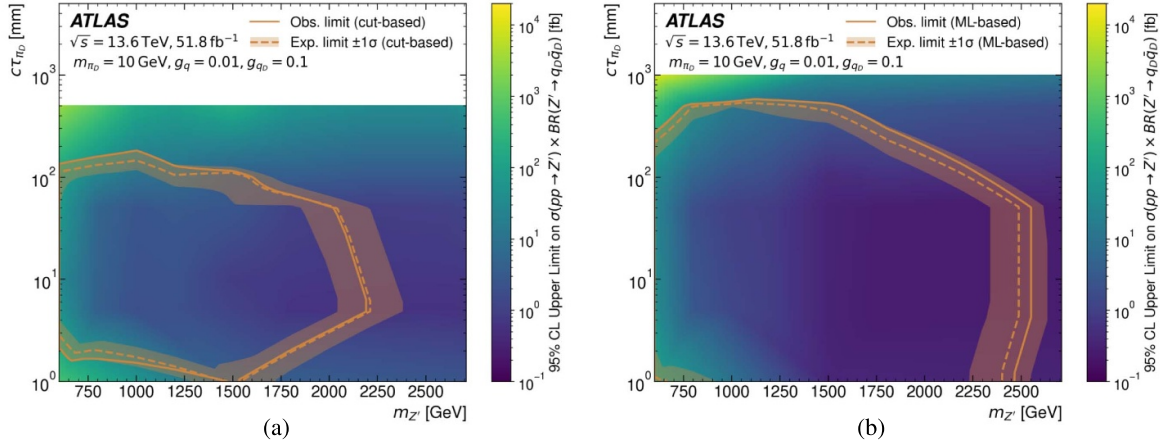 ATLAS
√s = 13.6 TeV, 51.8 fb⁻¹
m_{π_D} = 10 GeV, g_q = 0.01, g_{q_D} = 0.1
Obs. limit (cut-based)
Exp. limit ±1σ (cut-based)
cτ_{π_D} [mm]
10³
10²
10¹
10⁰
750 1000 1250 1500 1750 2000 2250 2500
m_{Z'} [GeV]
10⁴
10³
10²
10¹
10⁰
10⁻¹
95% CL Upper Limit on σ(pp → Z') × BR(Z' → q_D q̄_D) [fb]
(a)
ATLAS
√s = 13.6 TeV, 51.8 fb⁻¹
m_{π_D} = 10 GeV, g_q = 0.01, g_{q_D} = 0.1
Obs. limit (ML-based)
Exp. limit ±1σ (ML-based)
cτ_{π_D} [mm]
10³
10²
10¹
10⁰
750 1000 1250 1500 1750 2000 2250 2500
m_{Z'} [GeV]
10⁴
10³
10²
10¹
10⁰
10⁻¹
95% CL Upper Limit on σ(pp → Z') × BR(Z' → q_D q̄_D) [fb]
(b)